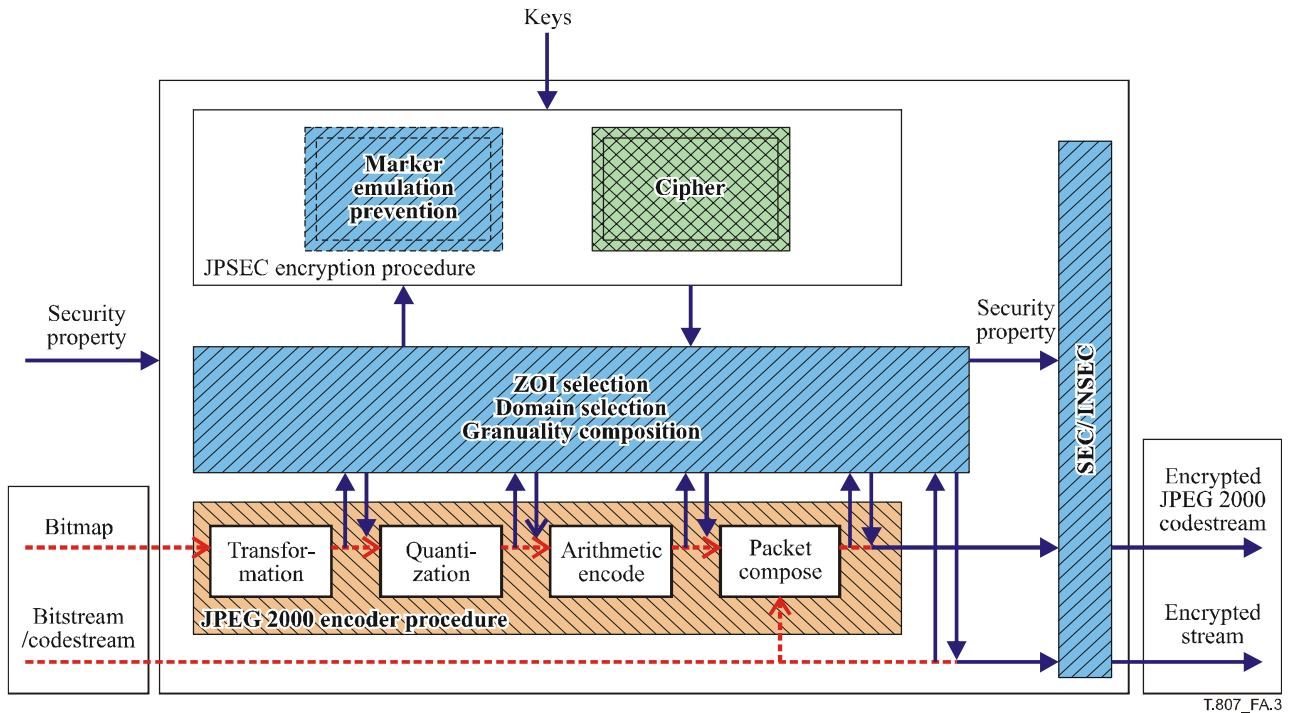 Keys
Marker
emulation
prevention
Cipher
JPSEC encryption procedure
Security
property
Security
property
ZOI selection
Domain selection
Granuality composition
SEC/INSEC
Bitmap
Transfor-
mation
Quanti-
zation
Arithmetic
encode
Packet
compose
JPEG 2000 encoder procedure
Bitstream
/codestream
Encrypted
JPEG 2000
codestream
Encrypted
stream
T.807_FA.3